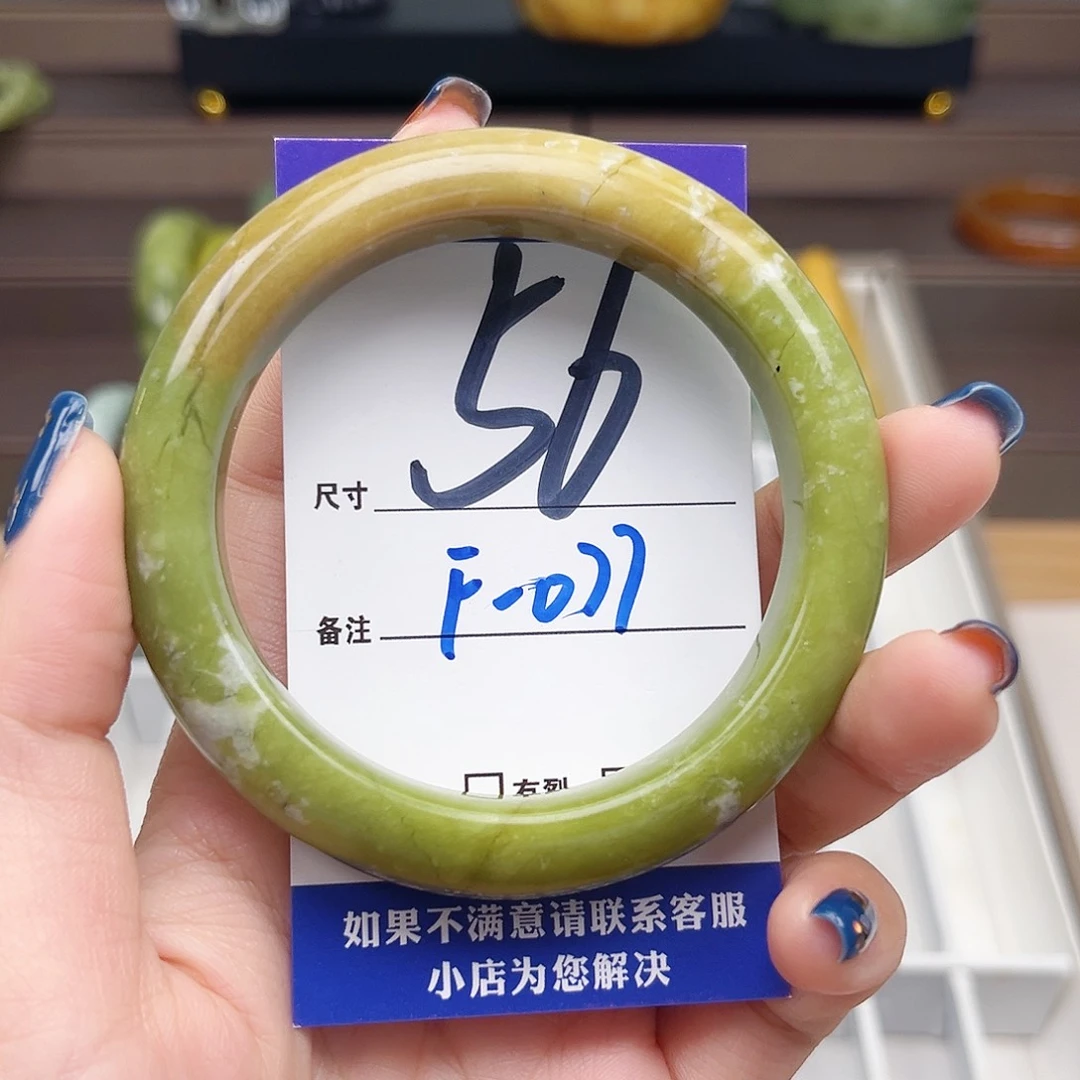 尺寸 56
备注 F-077
有列
如果不满意请联系客服
小店为您解决